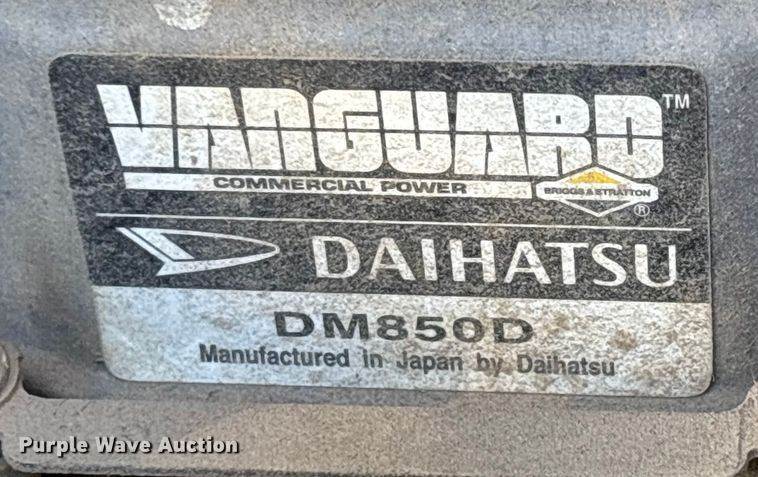 VANGUARD™
COMMERCIAL POWER
BRIGGS & STRATTON
®
DAIHATSU
DM850D
Manufactured in Japan by Daihatsu
Purple Wave Auction